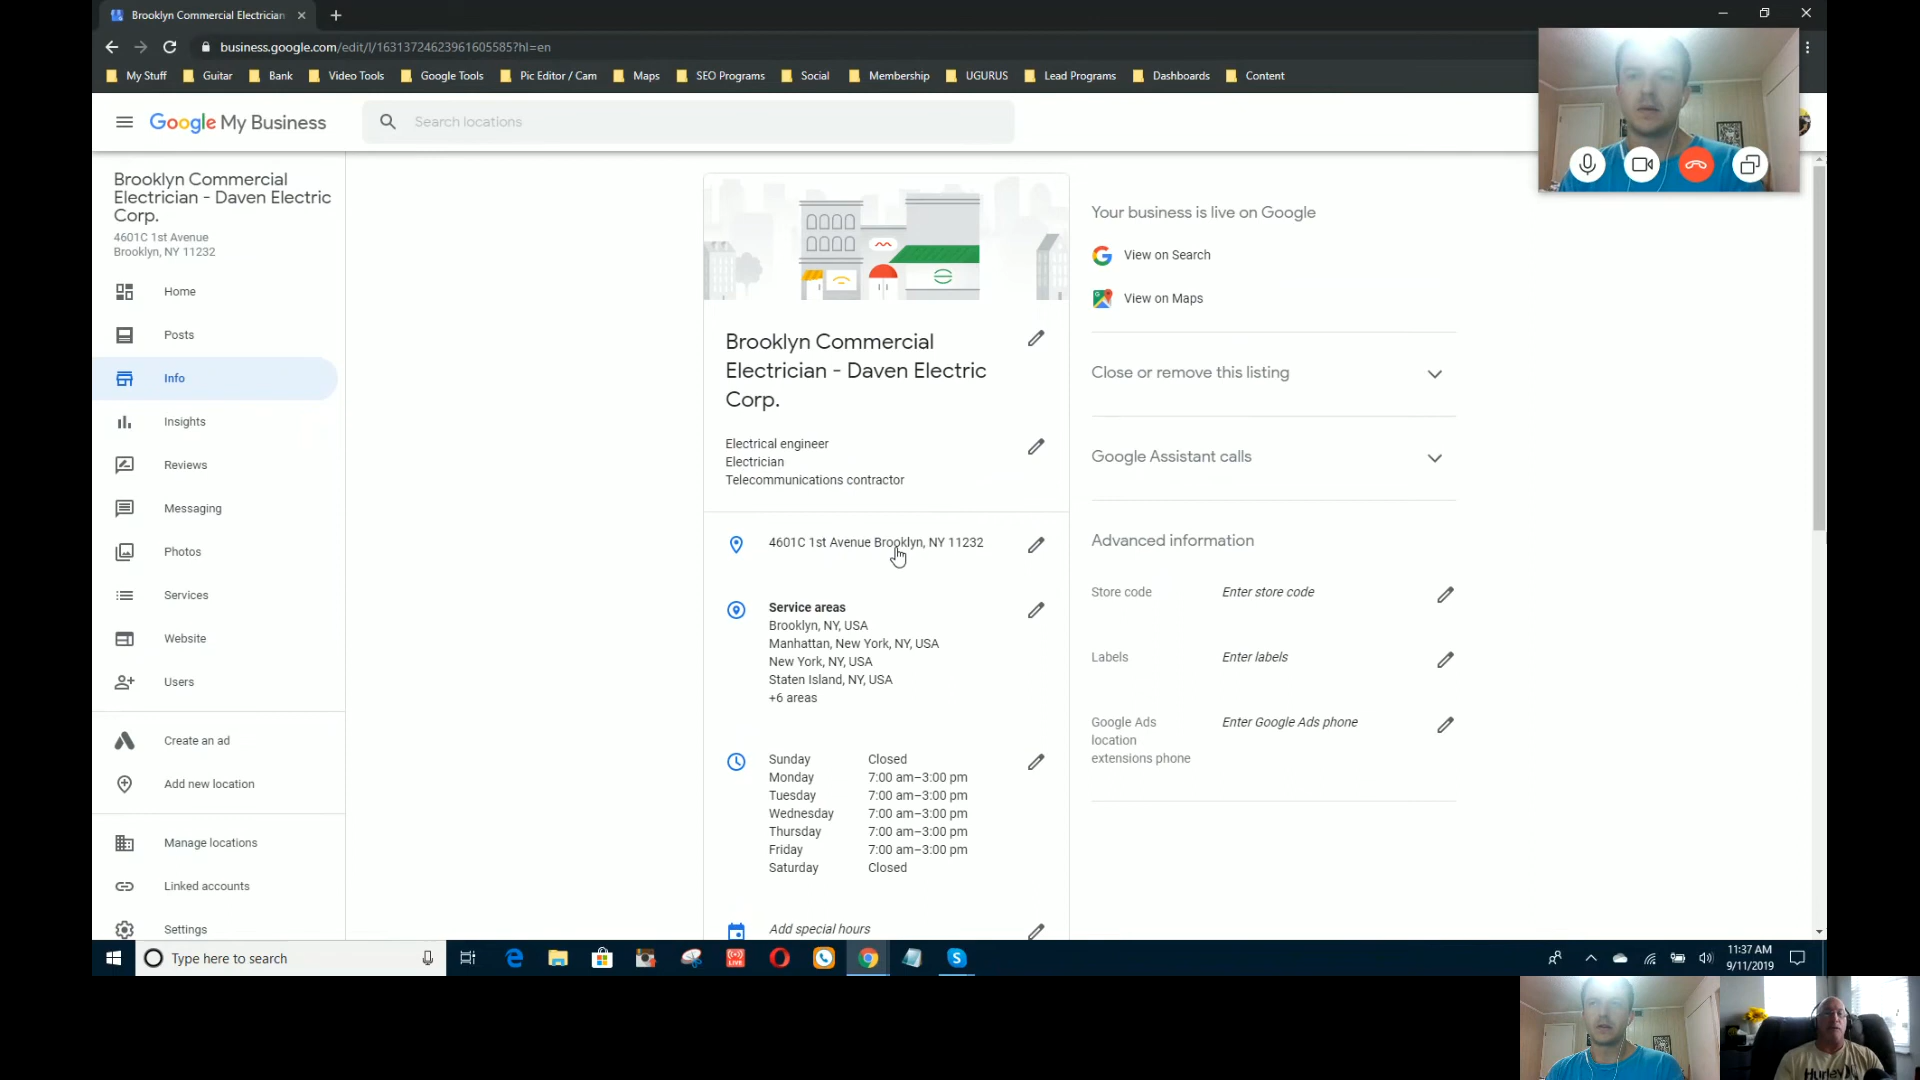 Brooklyn Commercial Electrician
business.google.com/edit/l/16313724623961605585?hl=en
My Stuff Guitar Bank Video Tools Google Tools Pic Editor / Cam Maps SEO Programs Social Membership UGURUS Lead Programs Dashboards Content
Google My Business
Search locations
Brooklyn Commercial
Electrician - Daven Electric
Corp.
4601C 1st Avenue
Brooklyn, NY 11232
Home
Posts
Info
Insights
Reviews
Messaging
Photos
Services
Website
Users
Create an ad
Add new location
Manage locations
Linked accounts
Settings
Brooklyn Commercial
Electrician - Daven Electric
Corp.
Electrical engineer
Electrician
Telecommunications contractor
4601C 1st Avenue Brooklyn, NY 11232
Service areas
Brooklyn, NY, USA
Manhattan, New York, NY, USA
New York, NY, USA
Staten Island, NY, USA
+6 areas
Sunday Closed
Monday 7:00 am–3:00 pm
Tuesday 7:00 am–3:00 pm
Wednesday 7:00 am–3:00 pm
Thursday 7:00 am–3:00 pm
Friday 7:00 am–3:00 pm
Saturday Closed
Add special hours
Your business is live on Google
View on Search
View on Maps
Close or remove this listing
Google Assistant calls
Advanced information
Store code Enter store code
Labels Enter labels
Google Ads Enter Google Ads phone
location
extensions phone
Type here to search
LIVE
11:37 AM
9/11/2019
Hurley